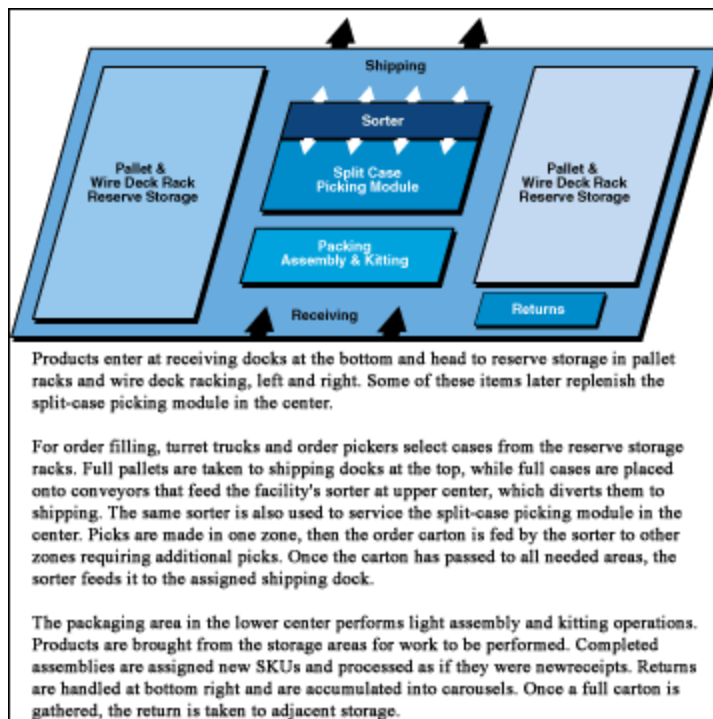 Shipping
Sorter
Split Case
Picking Module
Pallet &
Wire Deck Rack
Reserve Storage
Pallet &
Wire Deck Rack
Reserve Storage
Packing
Assembly & Kitting
Receiving
Returns
Products enter at receiving docks at the bottom and head to reserve storage in pallet
racks and wire deck racking, left and right. Some of these items later replenish the
split-case picking module in the center.
For order filling, turret trucks and order pickers select cases from the reserve storage
racks. Full pallets are taken to shipping docks at the top, while full cases are placed
onto conveyors that feed the facility's sorter at upper center, which diverts them to
shipping. The same sorter is also used to service the split-case picking module in the
center. Picks are made in one zone, then the order carton is fed by the sorter to other
zones requiring additional picks. Once the carton has passed to all needed areas, the
sorter feeds it to the assigned shipping dock.
The packaging area in the lower center performs light assembly and kitting operations.
Products are brought from the storage areas for work to be performed. Completed
assemblies are assigned new SKUs and processed as if they were newreceipts. Returns
are handled at bottom right and are accumulated into carousels. Once a full carton is
gathered, the return is taken to adjacent storage.